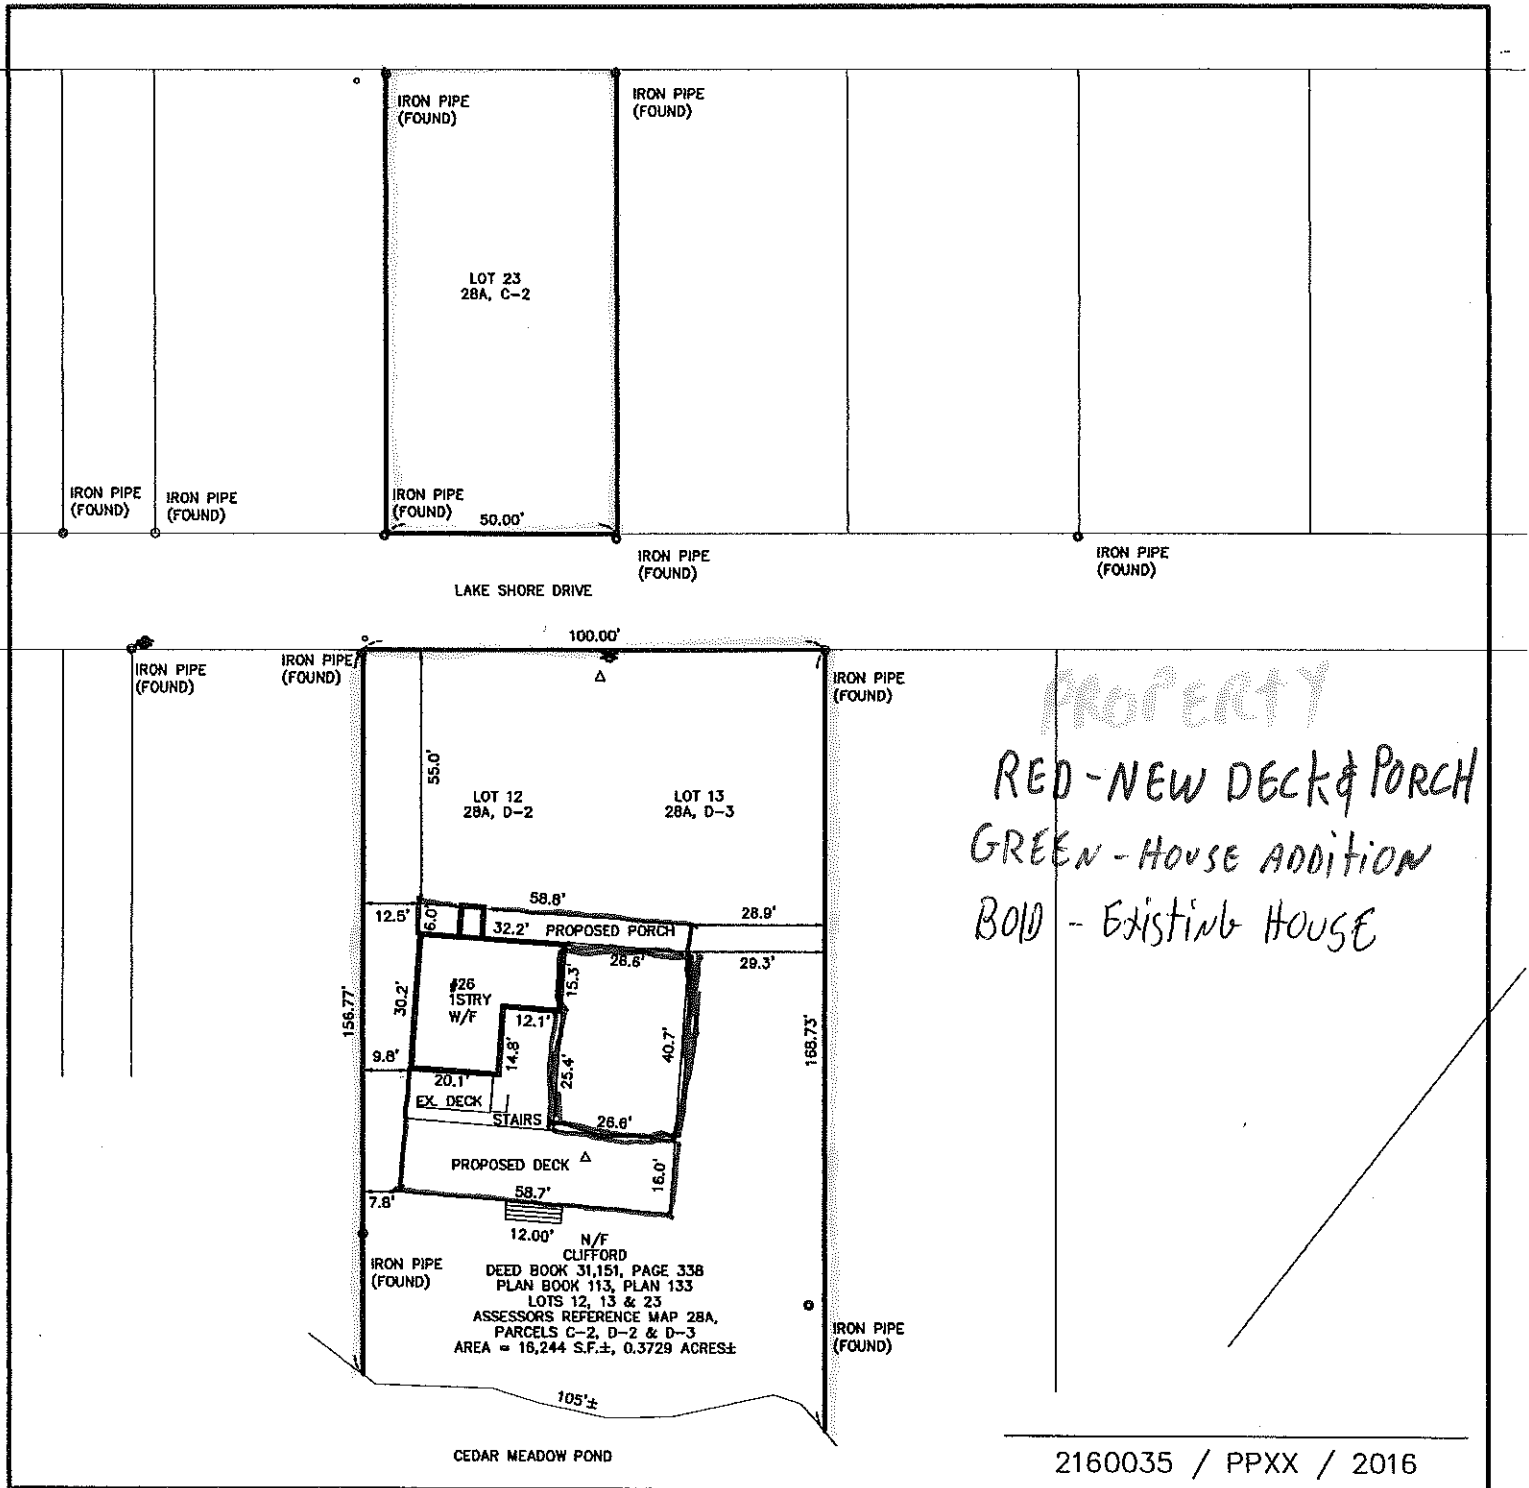 IRON PIPE
(FOUND)
IRON PIPE
(FOUND)
LOT 23
28A, C-2
IRON PIPE
(FOUND)
IRON PIPE
(FOUND)
IRON PIPE
(FOUND)
50.00'
IRON PIPE
(FOUND)
IRON PIPE
(FOUND)
LAKE SHORE DRIVE
100.00'
IRON PIPE
(FOUND)
IRON PIPE
(FOUND)
IRON PIPE
(FOUND)
PROPERTY
RED - NEW DECK & PORCH
GREEN - HOUSE ADDITION
BOLD - EXISTING HOUSE
55.0'
LOT 12
28A, D-2
LOT 13
28A, D-3
12.5'
6.0'
58.8'
32.2'
PROPOSED PORCH
28.9'
26.6'
29.3'
15.3'
#26
1STRY
W/F
30.2'
12.1'
14.8'
25.4'
40.7'
156.77'
168.73'
9.8'
20.1'
EX. DECK
STAIRS
26.6'
PROPOSED DECK
16.0'
58.7'
7.8'
12.00'
IRON PIPE
(FOUND)
N/F
CLIFFORD
DEED BOOK 31,151, PAGE 338
PLAN BOOK 113, PLAN 133
LOTS 12, 13 & 23
ASSESSORS REFERENCE MAP 28A,
PARCELS C-2, D-2 & D-3
AREA = 16,244 S.F.±, 0.3729 ACRES±
IRON PIPE
(FOUND)
105'±
CEDAR MEADOW POND
2160035 / PPXX / 2016